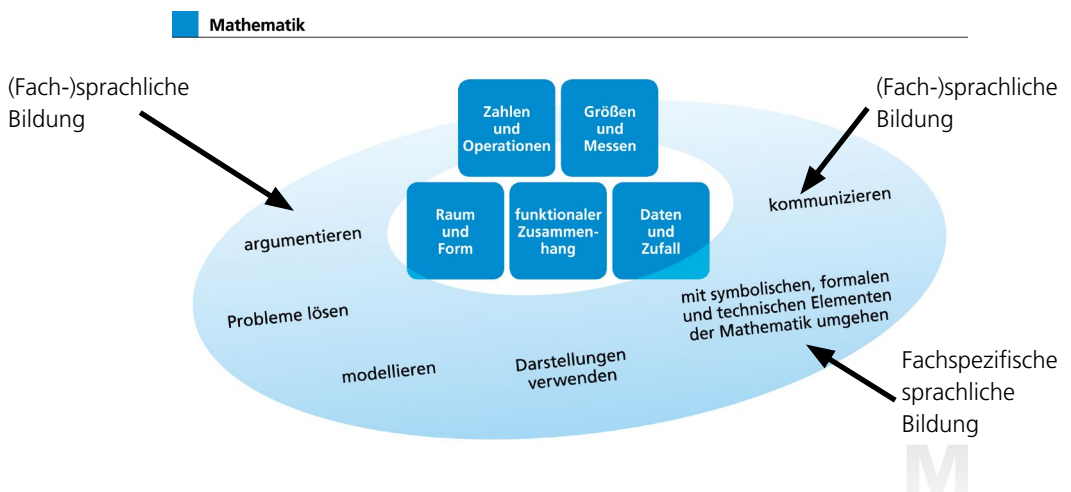 Mathematik
(Fach-)sprachliche
Bildung
(Fach-)sprachliche
Bildung
Zahlen
und
Operationen
Größen
und
Messen
Raum
und
Form
funktionaler
Zusammen-
hang
Daten
und
Zufall
argumentieren
kommunizieren
Probleme lösen
mit symbolischen, formalen
und technischen Elementen
der Mathematik umgehen
modellieren
Darstellungen
verwenden
Fachspezifische
sprachliche
Bildung
M